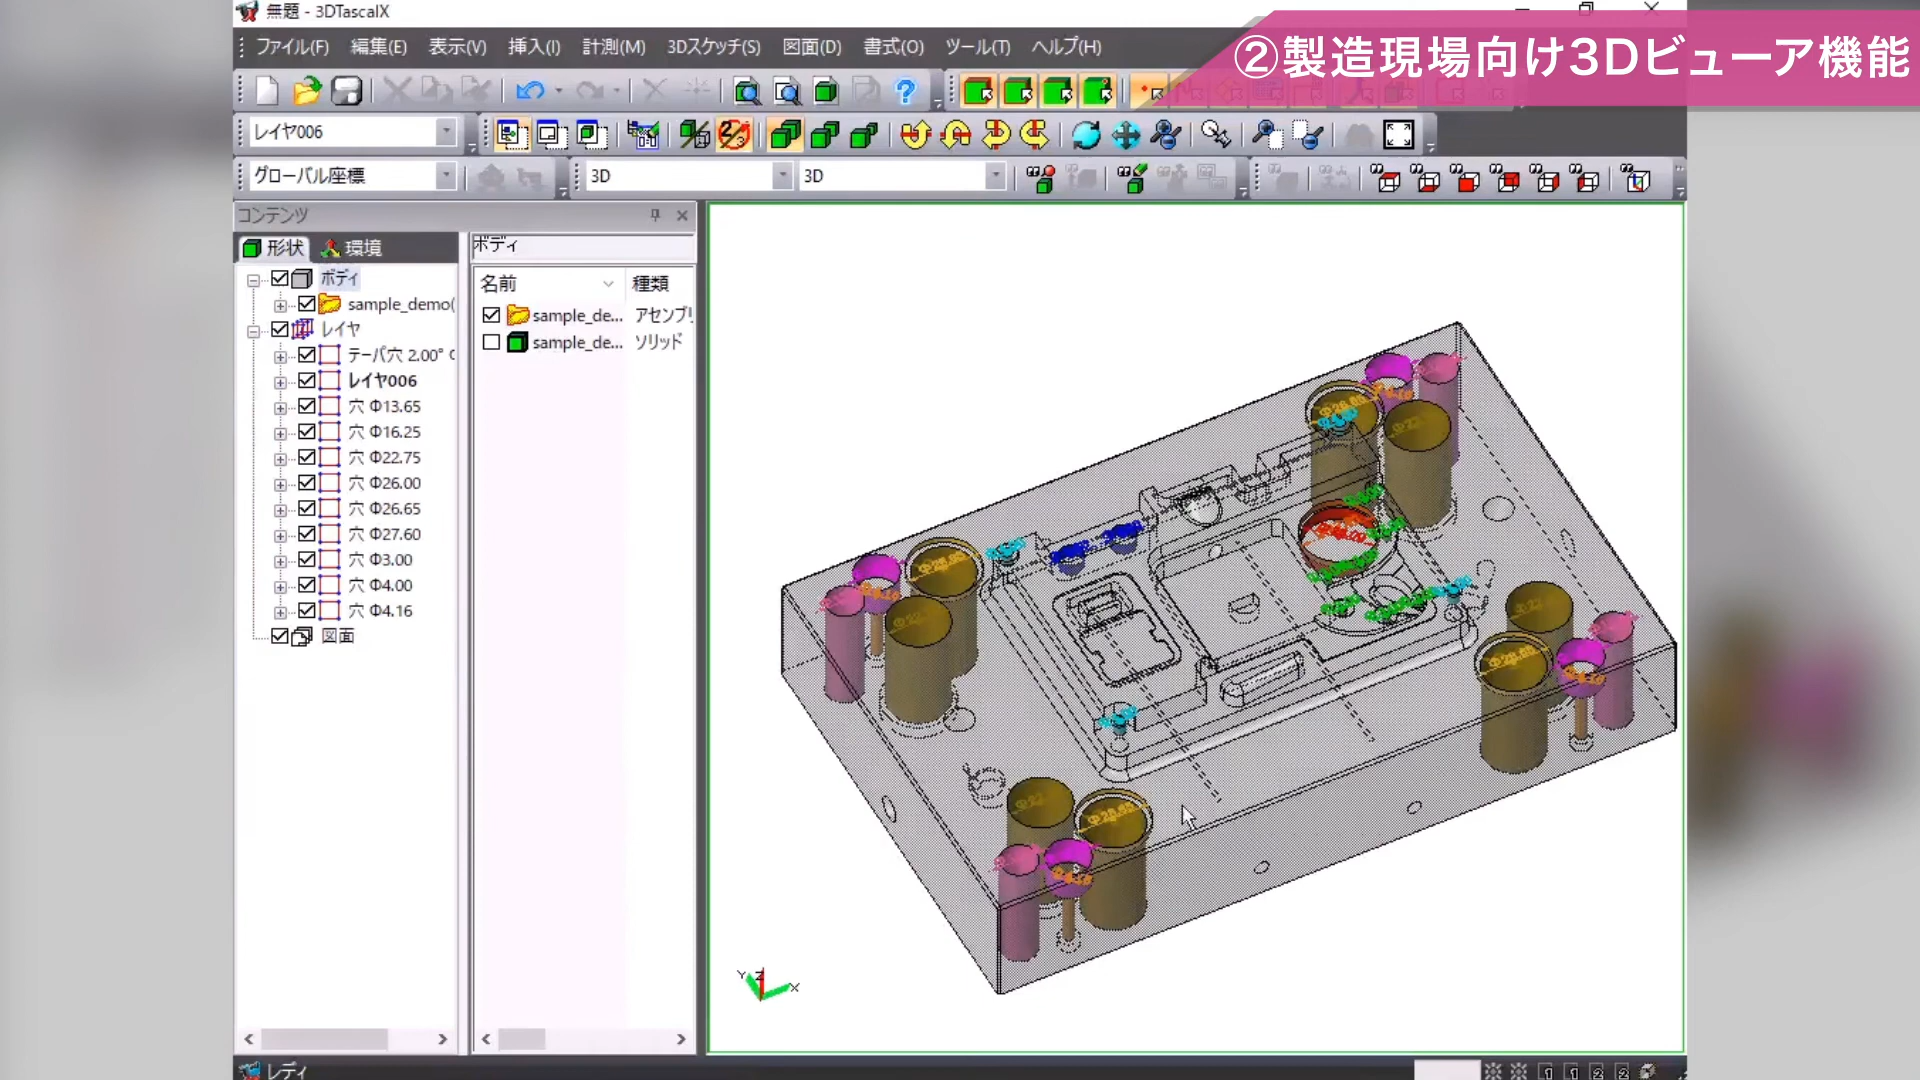 無題 - 3DTascalX
②製造現場向け3Dビューア機能
ファイル(F) 編集(E) 表示(V) 挿入(I) 計測(M) 3Dスケッチ(S) 図面(D) 書式(O) ツール(T) ヘルプ(H)
レイヤ006
グローバル座標 3D 3D
コンテンツ
形状 環境
ボディ
sample_demo(
レイヤ
テーパ穴 2.00°
レイヤ006
穴 Φ13.65
穴 Φ16.25
穴 Φ22.75
穴 Φ26.00
穴 Φ26.65
穴 Φ27.60
穴 Φ3.00
穴 Φ4.00
穴 Φ4.16
図面
ボディ
名前 種類
sample_de... アセンブリ
sample_de... ソリッド
Y Z X
レディ